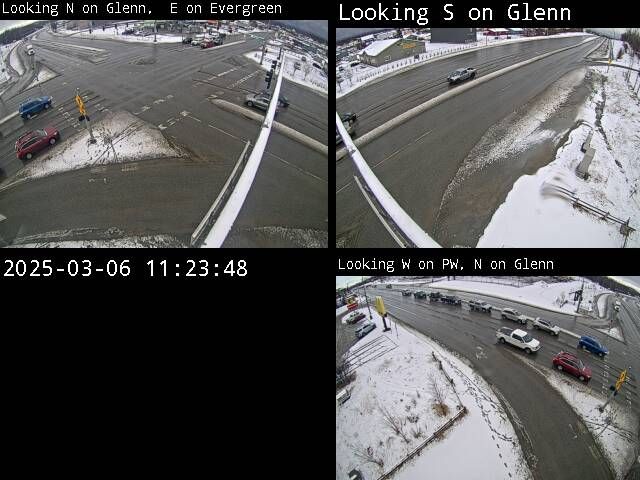 Looking N on Glenn, E on Evergreen
Looking S on Glenn
2025-03-06 11:23:48
Looking W on PW, N on Glenn